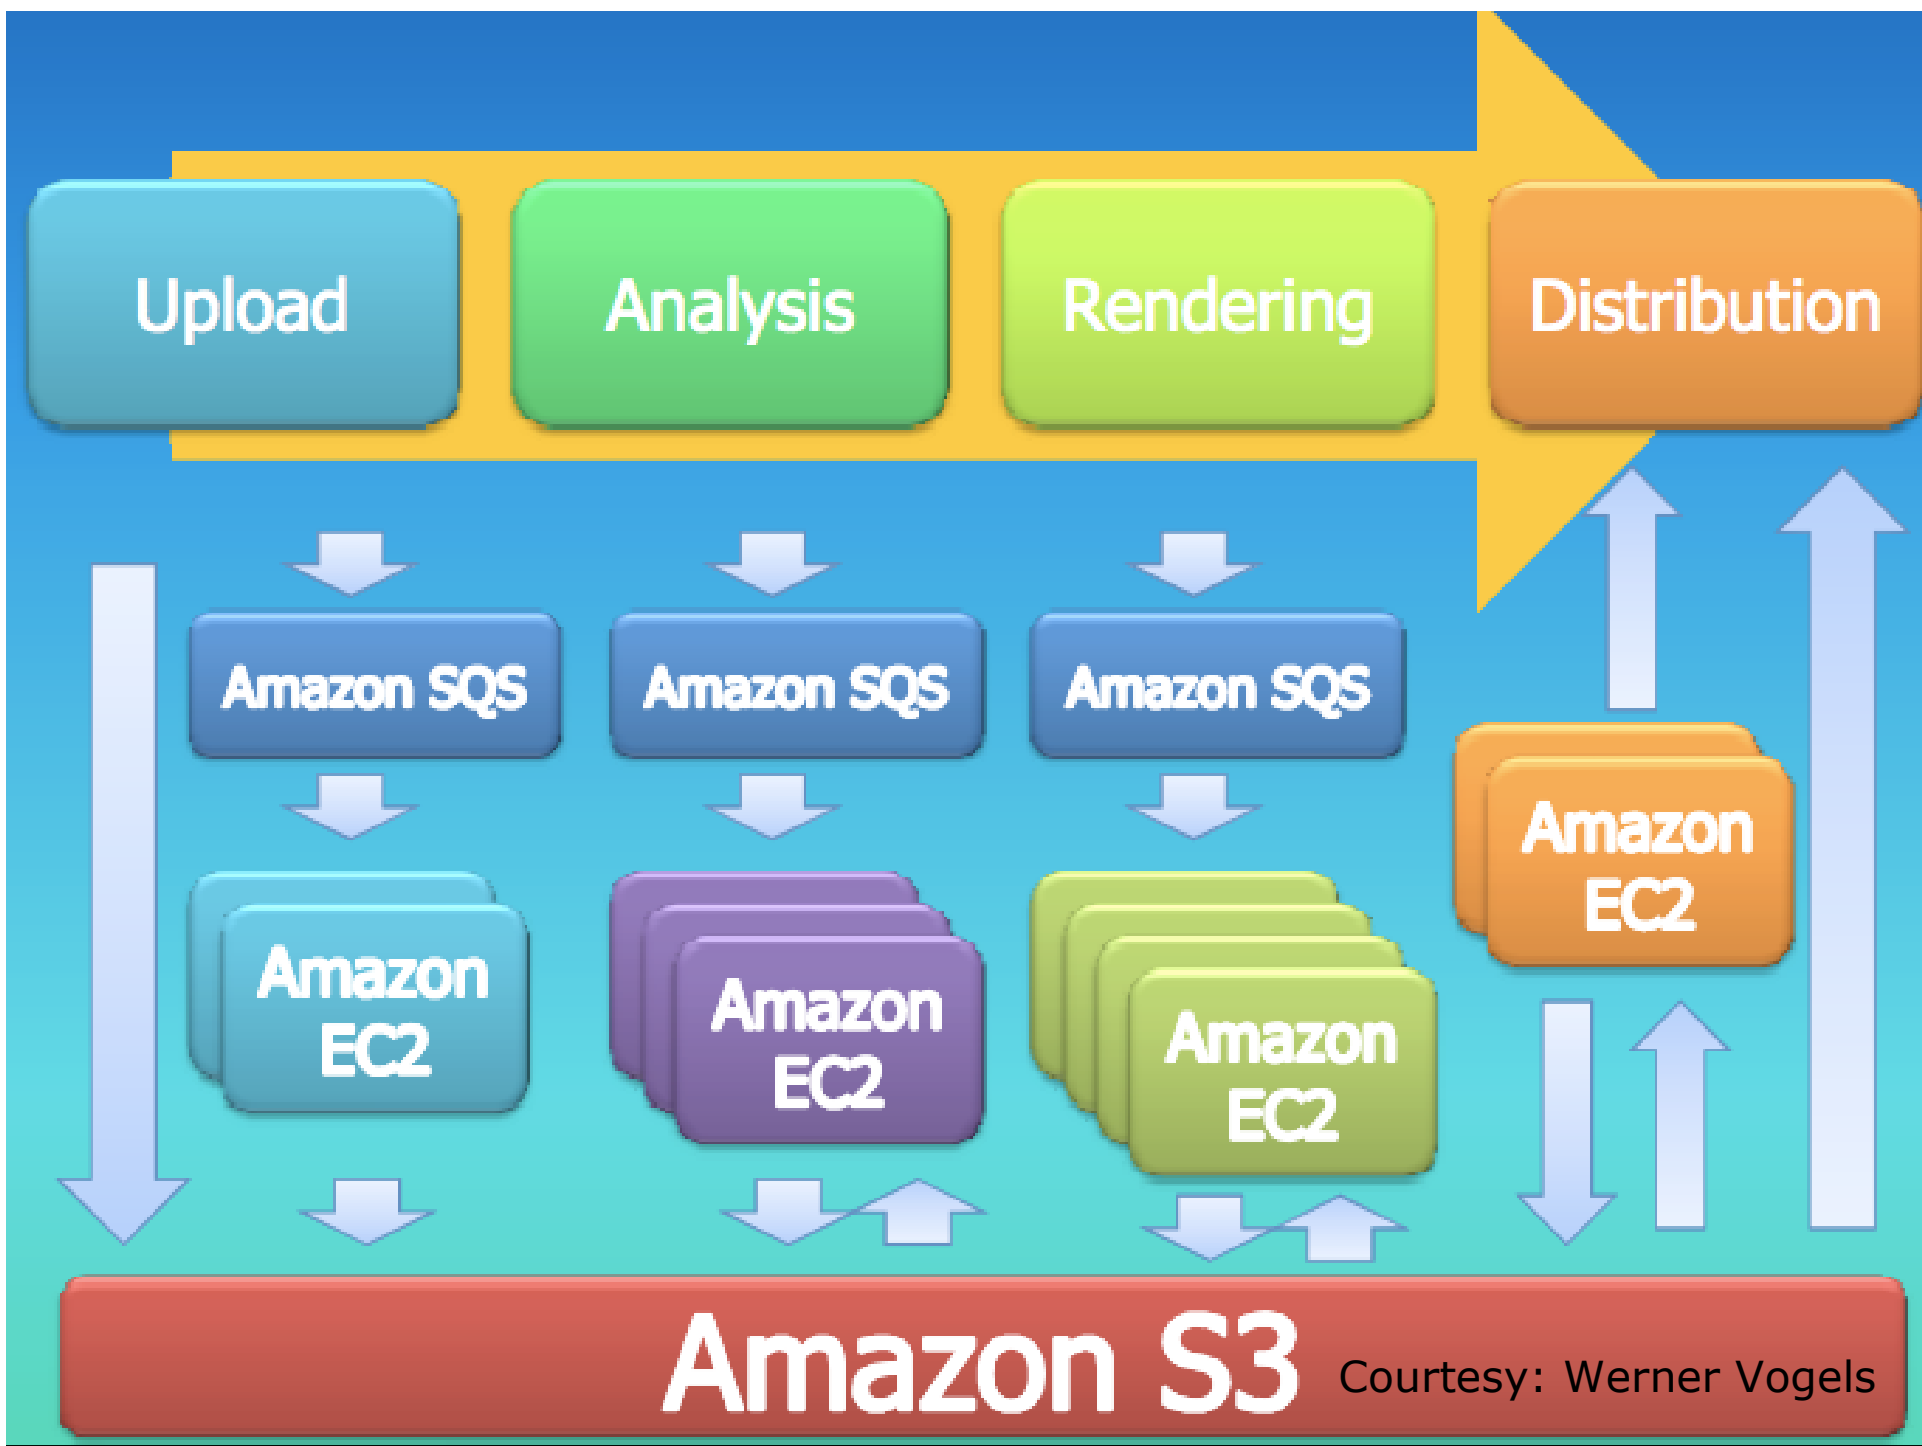 Upload
Analysis
Rendering
Distribution
Amazon SQS
Amazon SQS
Amazon SQS
Amazon
EC2
Amazon
EC2
Amazon
EC2
Amazon
EC2
Amazon S3
Courtesy: Werner Vogels